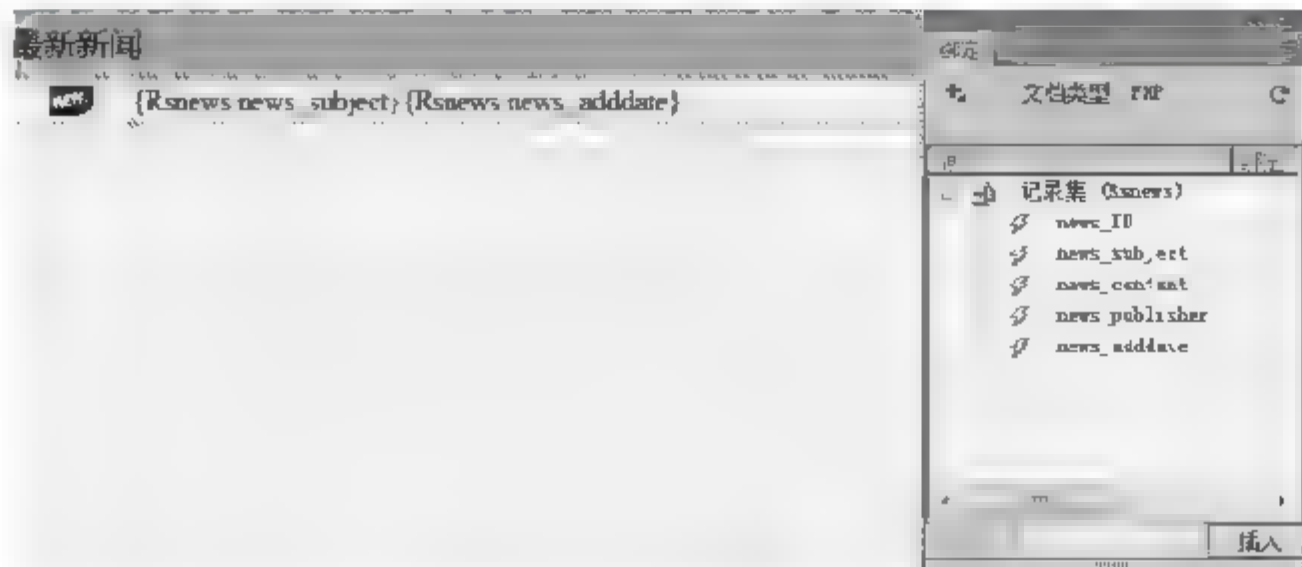 最新新闻
{Rsnews news_subject} {Rsnews news_adddate}
绑定
文档类型 PHP
记录集 (Rsnews)
news_ID
news_subject
news_content
news_publisher
news_adddate
插入